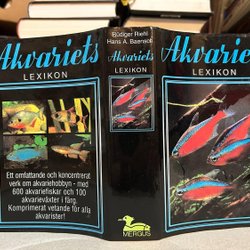 Akvariets
LEXIKON
Ett omfattande och koncentrerat
verk om akvariehobbyn - med
600 akvariefiskar och 100
akvarieväxter i färg.
Komprimerat vetande för alla
akvarister!
Rüdiger Riehl
Hans A. Baensch
Akvariets
LEXIKON
MERGUS
Akvariets
LEXIKON